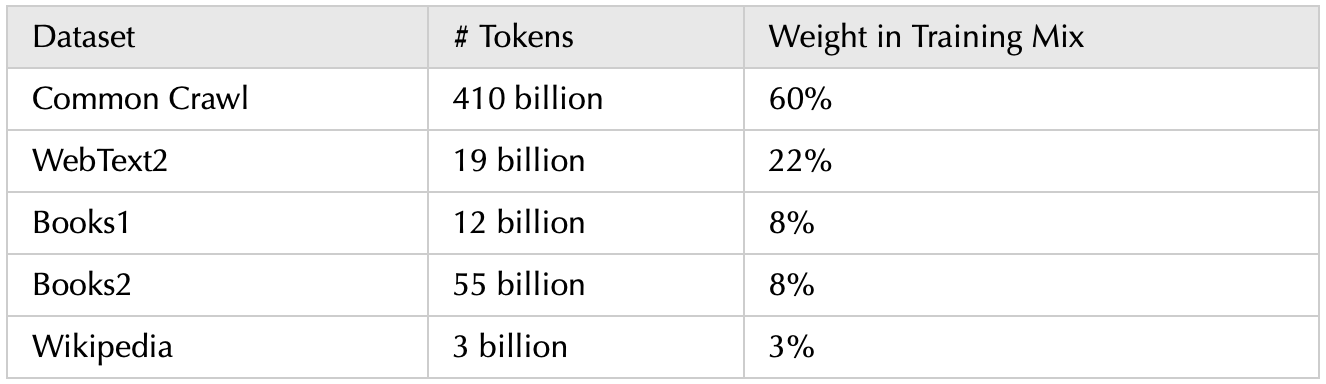 Dataset # Tokens Weight in Training Mix
Common Crawl 410 billion 60%
WebText2 19 billion 22%
Books1 12 billion 8%
Books2 55 billion 8%
Wikipedia 3 billion 3%